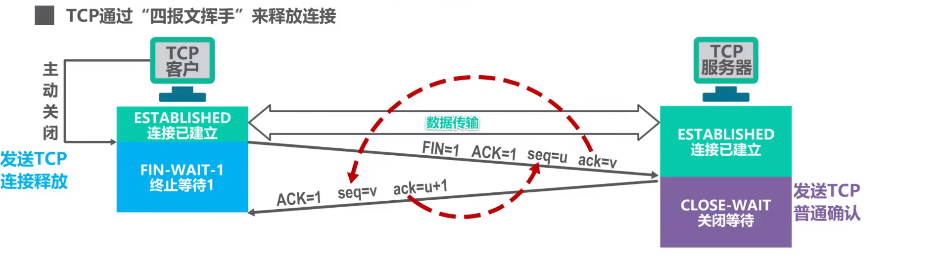 TCP通过“四报文挥手”来释放连接
TCP
客户
TCP
服务器
主动关闭
ESTABLISHED
连接已建立
数据传输
ESTABLISHED
连接已建立
FIN=1 ACK=1 seq=u ack=v
发送TCP
连接释放
FIN-WAIT-1
终止等待1
ACK=1 seq=v ack=u+1
CLOSE-WAIT
关闭等待
发送TCP
普通确认